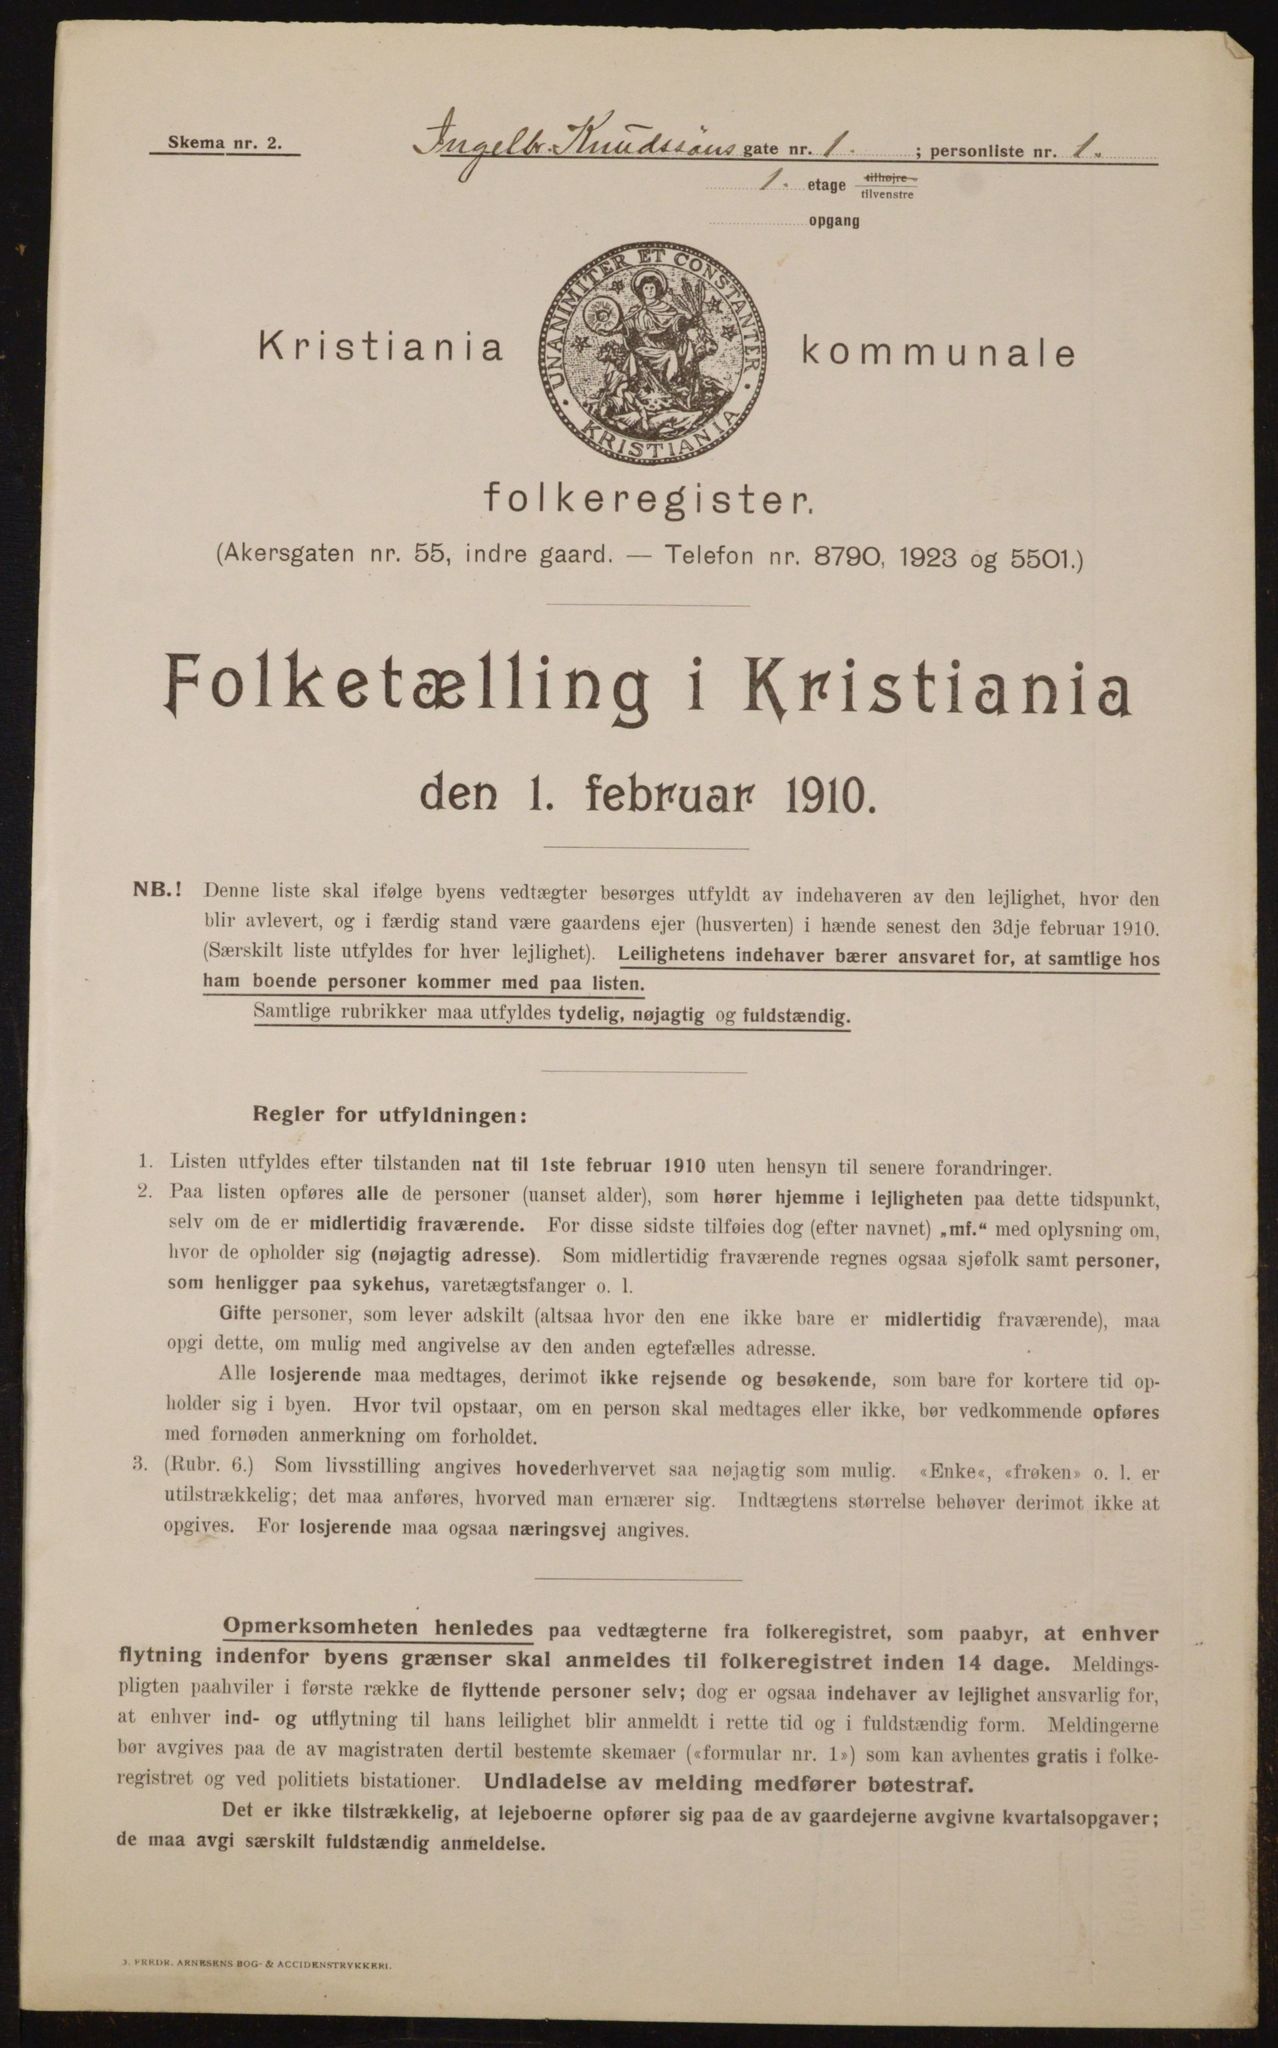 Skema nr. 2.
Ingelbr. Knudssöns gate nr. 1. ; personliste nr. 1.
1. etage tilhøjre
tilvenstre
opgang
UNANIMITER ET CONSTANTER
KRISTIANIA
Kristiania kommunale
folkeregister.
(Akersgaten nr. 55, indre gaard. — Telefon nr. 8790, 1923 og 5501.)
Folketælling i Kristiania
den 1. februar 1910.
NB.! Denne liste skal ifølge byens vedtægter besørges utfyldt av indehaveren av den lejlighet, hvor den
blir avlevert, og i færdig stand være gaardens ejer (husverten) i hænde senest den 3dje februar 1910.
(Særskilt liste utfyldes for hver lejlighet). Leilighetens indehaver bærer ansvaret for, at samtlige hos
ham boende personer kommer med paa listen.
Samtlige rubrikker maa utfyldes tydelig, nøjagtig og fuldstændig.
Regler for utfyldningen:
1. Listen utfyldes efter tilstanden nat til 1ste februar 1910 uten hensyn til senere forandringer.
2. Paa listen opføres alle de personer (uanset alder), som hører hjemme i lejligheten paa dette tidspunkt,
selv om de er midlertidig fraværende. For disse sidste tilføies dog (efter navnet) „mf.“ med oplysning om,
hvor de opholder sig (nøjagtig adresse). Som midlertidig fraværende regnes ogsaa sjøfolk samt personer,
som henligger paa sykehus, varetægtsfanger o. l.
Gifte personer, som lever adskilt (altsaa hvor den ene ikke bare er midlertidig fraværende), maa
opgi dette, om mulig med angivelse av den anden egtefælles adresse.
Alle losjerende maa medtages, derimot ikke rejsende og besøkende, som bare for kortere tid op-
holder sig i byen. Hvor tvil opstaar, om en person skal medtages eller ikke, bør vedkommende opføres
med fornøden anmerkning om forholdet.
3. (Rubr. 6.) Som livsstilling angives hovederhvervet saa nøjagtig som mulig. «Enke«, «frøken» o. l. er
utilstrækkelig; det maa anføres, hvorved man ernærer sig. Indtægtens størrelse behøver derimot ikke at
opgives. For losjerende maa ogsaa næringsvej angives.
Opmerksomheten henledes paa vedtægterne fra folkeregistret, som paabyr, at enhver
flytning indenfor byens grænser skal anmeldes til folkeregistret inden 14 dage. Meldings-
pligten paahviler i første række de flyttende personer selv; dog er ogsaa indehaver av lejlighet ansvarlig for,
at enhver ind- og utflytning til hans leilighet blir anmeldt i rette tid og i fuldstændig form. Meldingerne
bør avgives paa de av magistraten dertil bestemte skemaer («formular nr. 1») som kan avhentes gratis i folke-
registret og ved politiets bistationer. Undladelse av melding medfører bøtestraf.
Det er ikke tilstrækkelig, at lejeboerne opfører sig paa de av gaardejerne avgivne kvartalsopgaver;
de maa avgi særskilt fuldstændig anmeldelse.
J. FREDR. ARNESENS BOG- & ACCIDENSTRYKKERI.